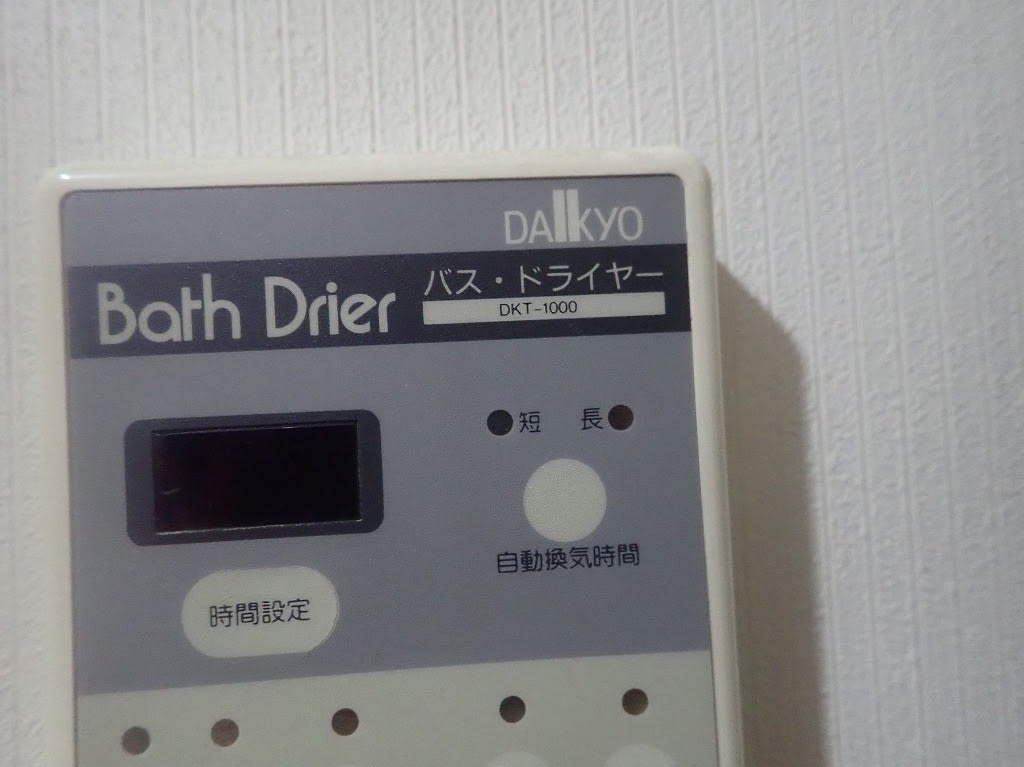 DAIKYO
Bath Drier
バス・ドライヤー
DKT-1000
短 長
自動換気時間
時間設定